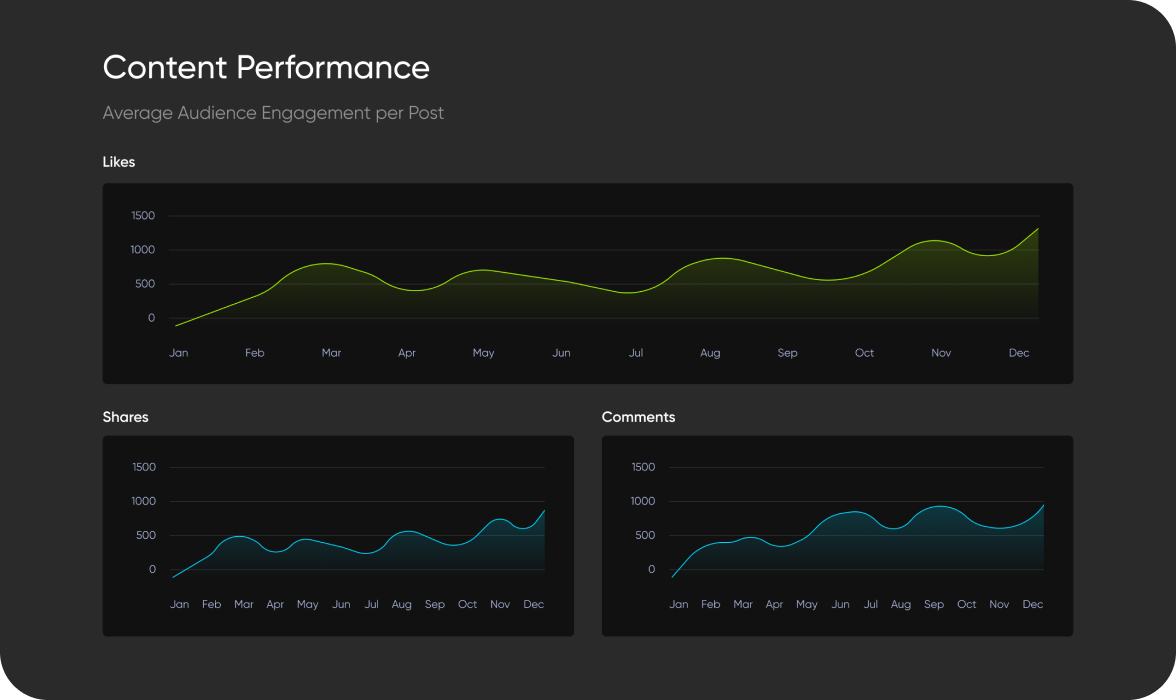 Content Performance
Average Audience Engagement per Post
Likes
1500
1000
500
0
Jan Feb Mar Apr May Jun Jul Aug Sep Oct Nov Dec
Shares
1500
1000
500
0
Jan Feb Mar Apr May Jun Jul Aug Sep Oct Nov Dec
Comments
1500
1000
500
0
Jan Feb Mar Apr May Jun Jul Aug Sep Oct Nov Dec